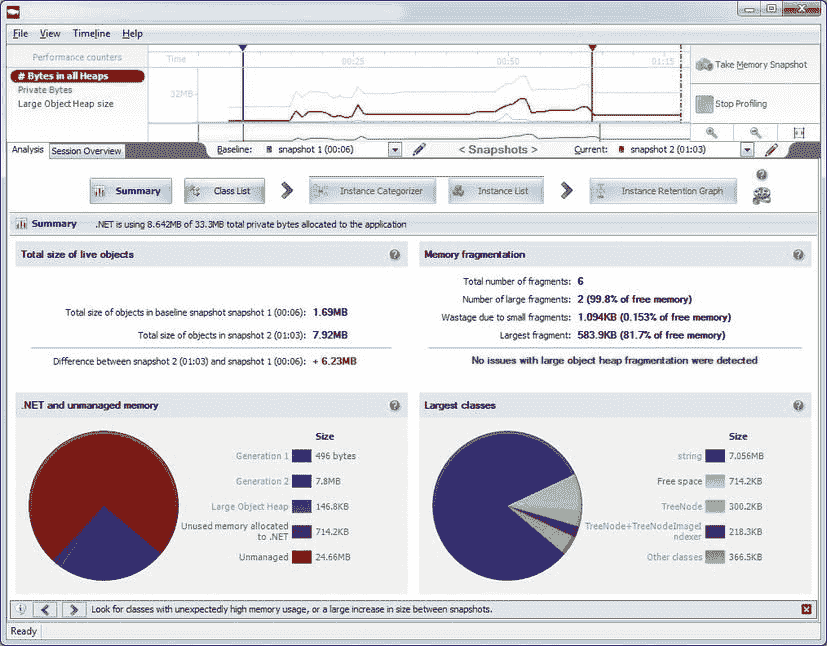 File View Timeline Help
Performance counters
# Bytes in all Heaps
Private Bytes
Large Object Heap size
Time 00:25 00:50 01:15
32MB
Take Memory Snapshot
Stop Profiling
Analysis Session Overview Baseline: snapshot 1 (00:06) < Snapshots > Current: snapshot 2 (01:03)
Summary Class List Instance Categorizer Instance List Instance Retention Graph
Summary .NET is using 8.642MB of 33.3MB total private bytes allocated to the application
Total size of live objects
Total size of objects in baseline snapshot snapshot 1 (00:06): 1.69MB
Total size of objects in snapshot 2 (01:03): 7.92MB
Difference between snapshot 2 (01:03) and snapshot 1 (00:06): + 6.23MB
Memory fragmentation
Total number of fragments: 6
Number of large fragments: 2 (99.8% of free memory)
Wastage due to small fragments: 1.094KB (0.153% of free memory)
Largest fragment: 583.9KB (81.7% of free memory)
No issues with large object heap fragmentation were detected
.NET and unmanaged memory
Size
Generation 1 496 bytes
Generation 2 7.8MB
Large Object Heap 146.8KB
Unused memory allocated
to .NET 714.2KB
Unmanaged 24.66MB
Largest classes
Size
string 7.056MB
Free space 714.2KB
TreeNode 300.2KB
TreeNode+TreeNodeImageI
ndexer 218.3KB
Other classes 366.5KB
Look for classes with unexpectedly high memory usage, or a large increase in size between snapshots.
Ready